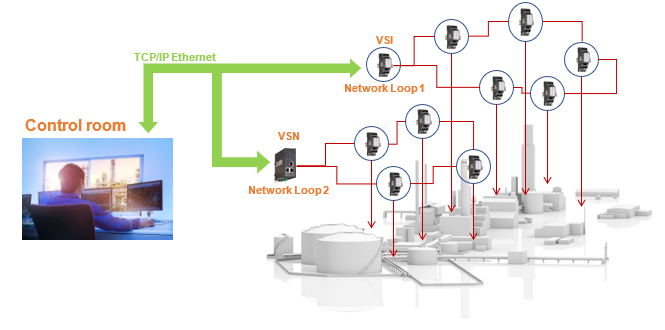 TCP/IP Ethernet
VSI
Network Loop 1
Control room
VSN
Network Loop 2